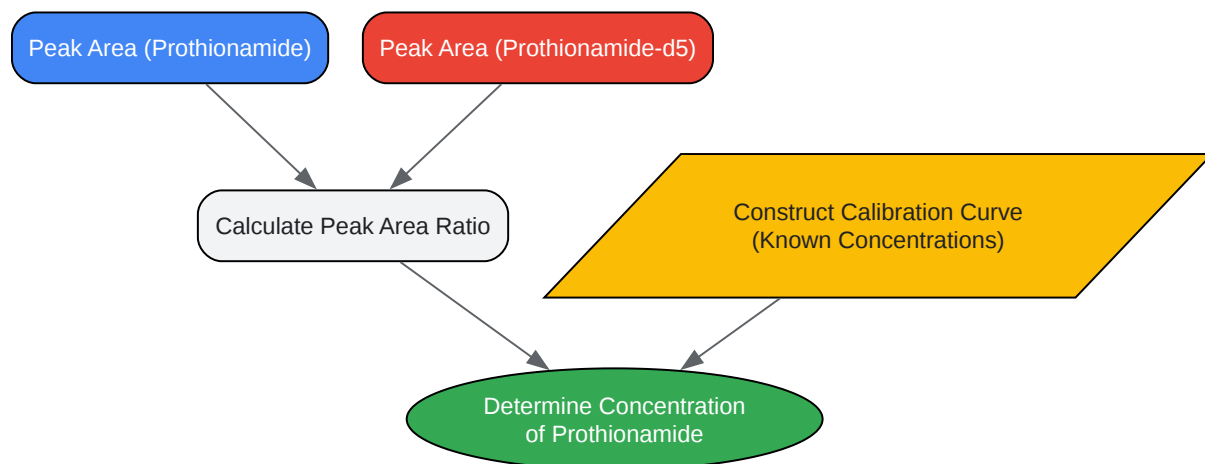 Peak Area (Prothionamide)
Peak Area (Prothionamide-d5)
Calculate Peak Area Ratio
Construct Calibration Curve
(Known Concentrations)
Determine Concentration
of Prothionamide